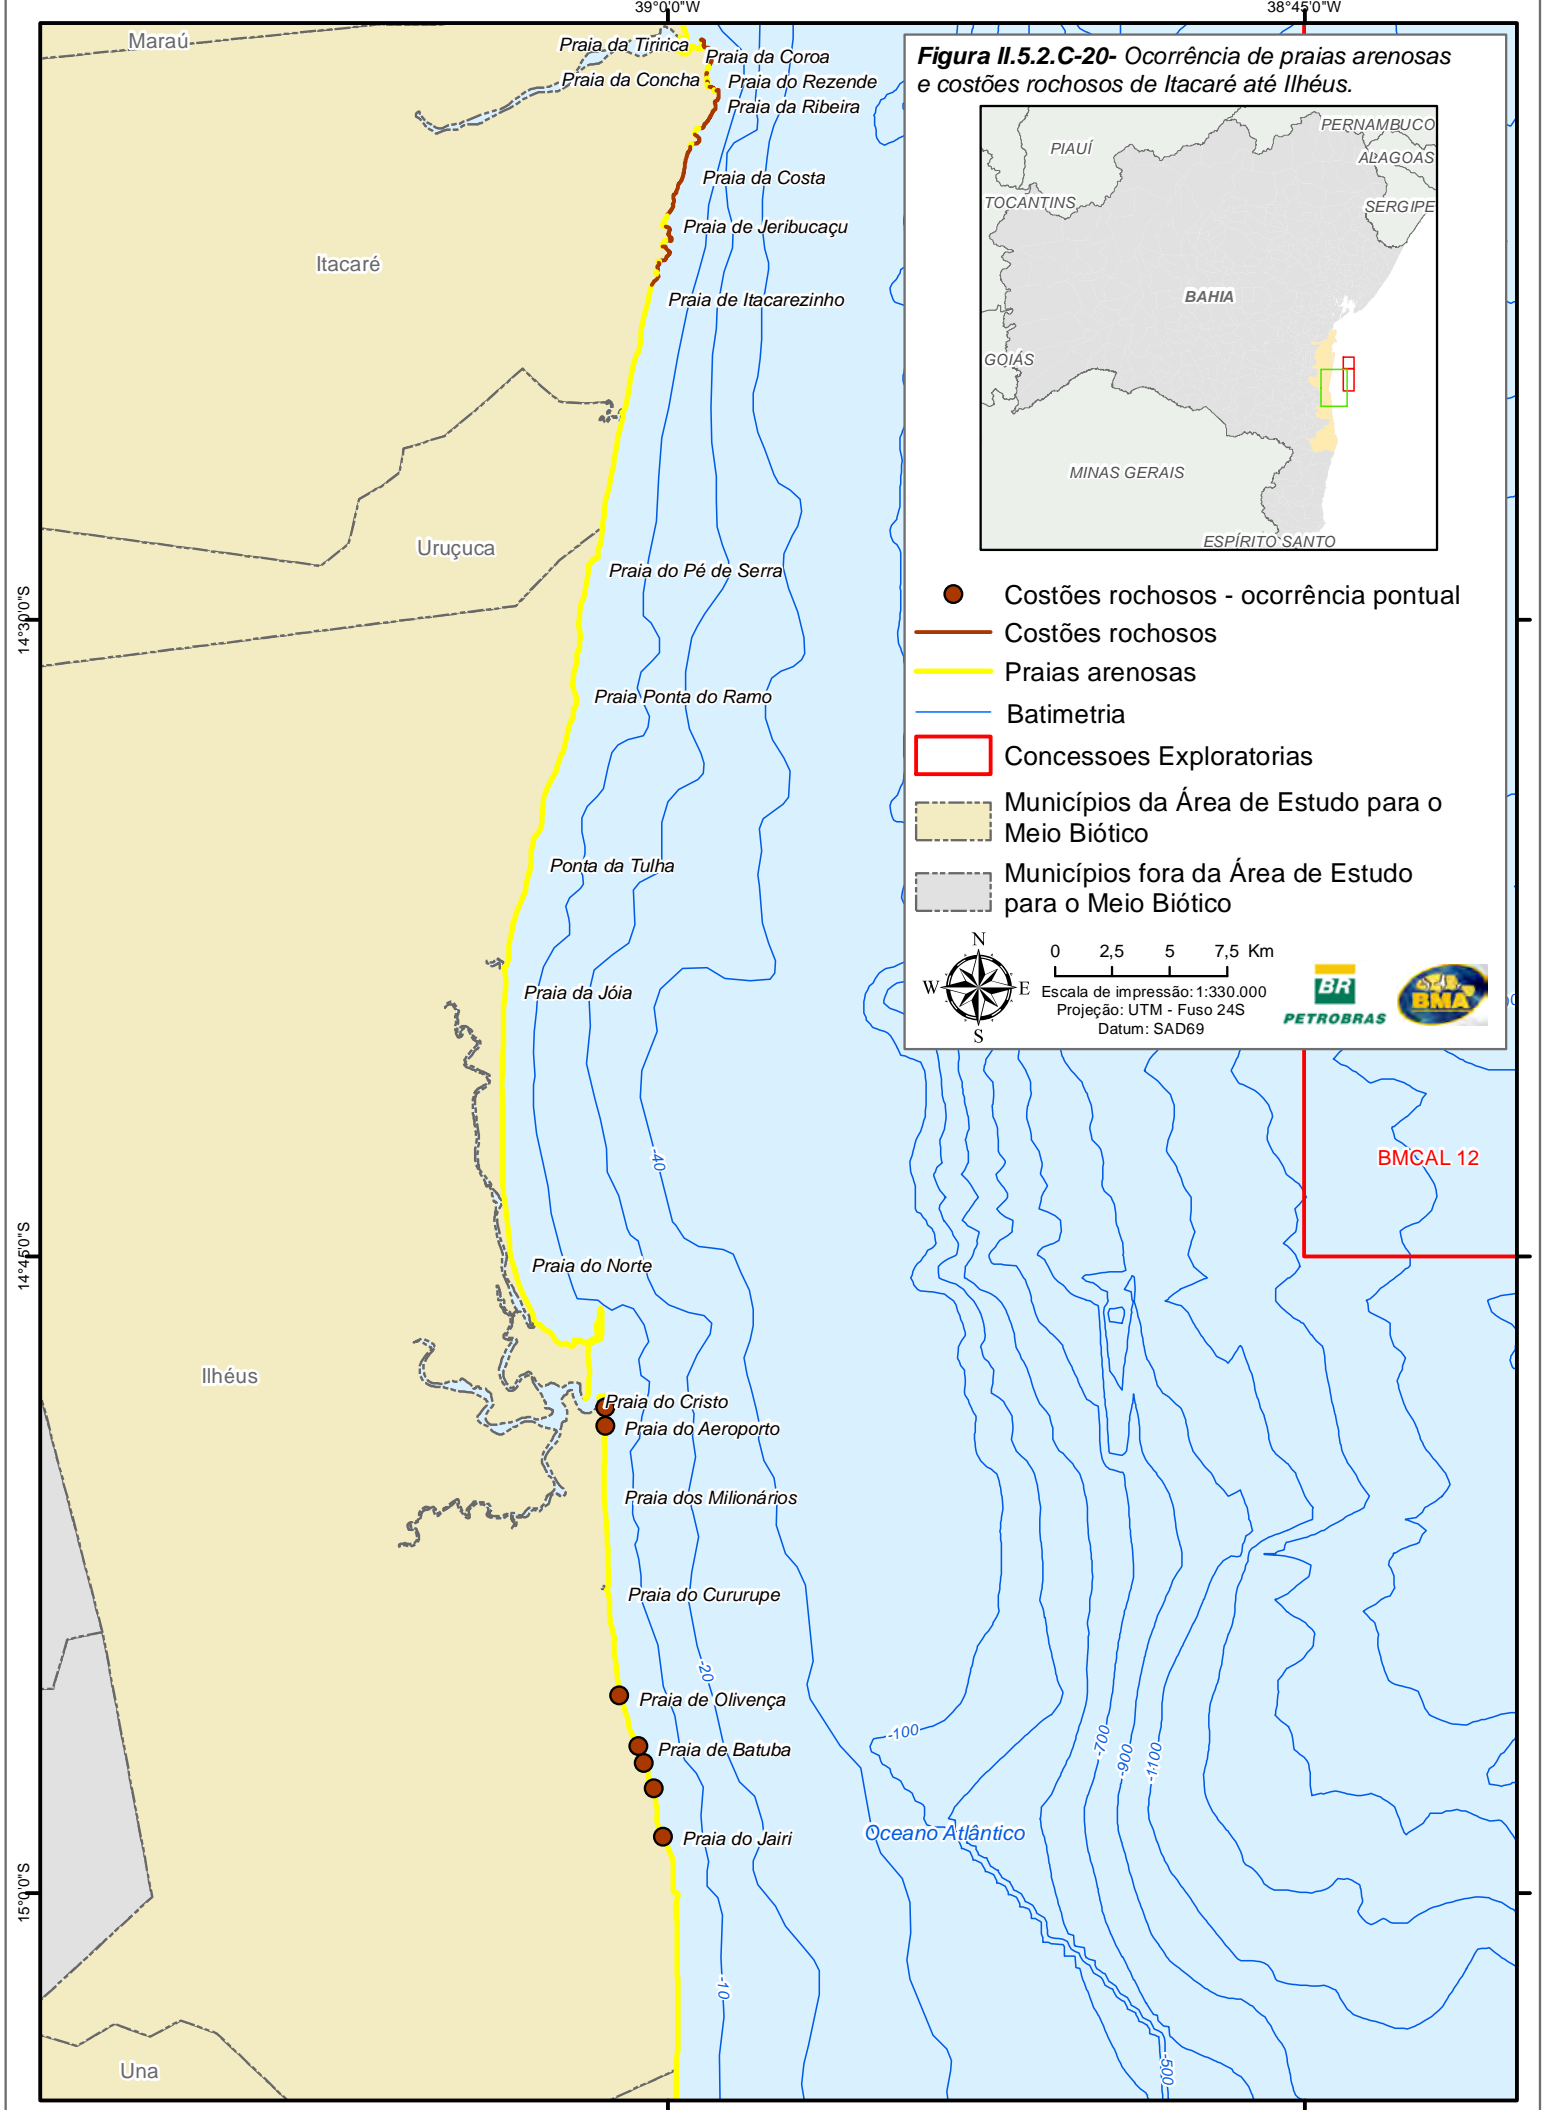 39°0'0"W
38°45'0"W
Maraú
Praia da Tiririca
Praia da Coroa
Praia da Concha
Praia do Rezende
Praia da Ribeira
Praia da Costa
Praia de Jeribucaçu
Itacaré
Praia de Itacarezinho
Uruçuca
Praia do Pé de Serra
14°30'0"S
Praia Ponta do Ramo
Ponta da Tulha
Praia da Jóia
-40
14°45'0"S
Praia do Norte
Ilhéus
Praia do Cristo
Praia do Aeroporto
Praia dos Milionários
Praia do Cururupe
-20
Praia de Olivença
Praia de Batuba
-100
-700
-900
-1100
Praia do Jairi
Oceano Atlântico
15°0'0"S
-10
-500
Una
BMCAL 12
Figura II.5.2.C-20- Ocorrência de praias arenosas
e costões rochosos de Itacaré até Ilhéus.
PERNAMBUCO
PIAUÍ
ALAGOAS
TOCANTINS
SERGIPE
BAHIA
GOIÁS
MINAS GERAIS
ESPÍRITO SANTO
Costões rochosos - ocorrência pontual
Costões rochosos
Praias arenosas
Batimetria
Concessoes Exploratorias
Municípios da Área de Estudo para o
Meio Biótico
Municípios fora da Área de Estudo
para o Meio Biótico
N
W E
S
0 2,5 5 7,5 Km
Escala de impressão: 1:330.000
Projeção: UTM - Fuso 24S
Datum: SAD69
BR
PETROBRAS
BMA